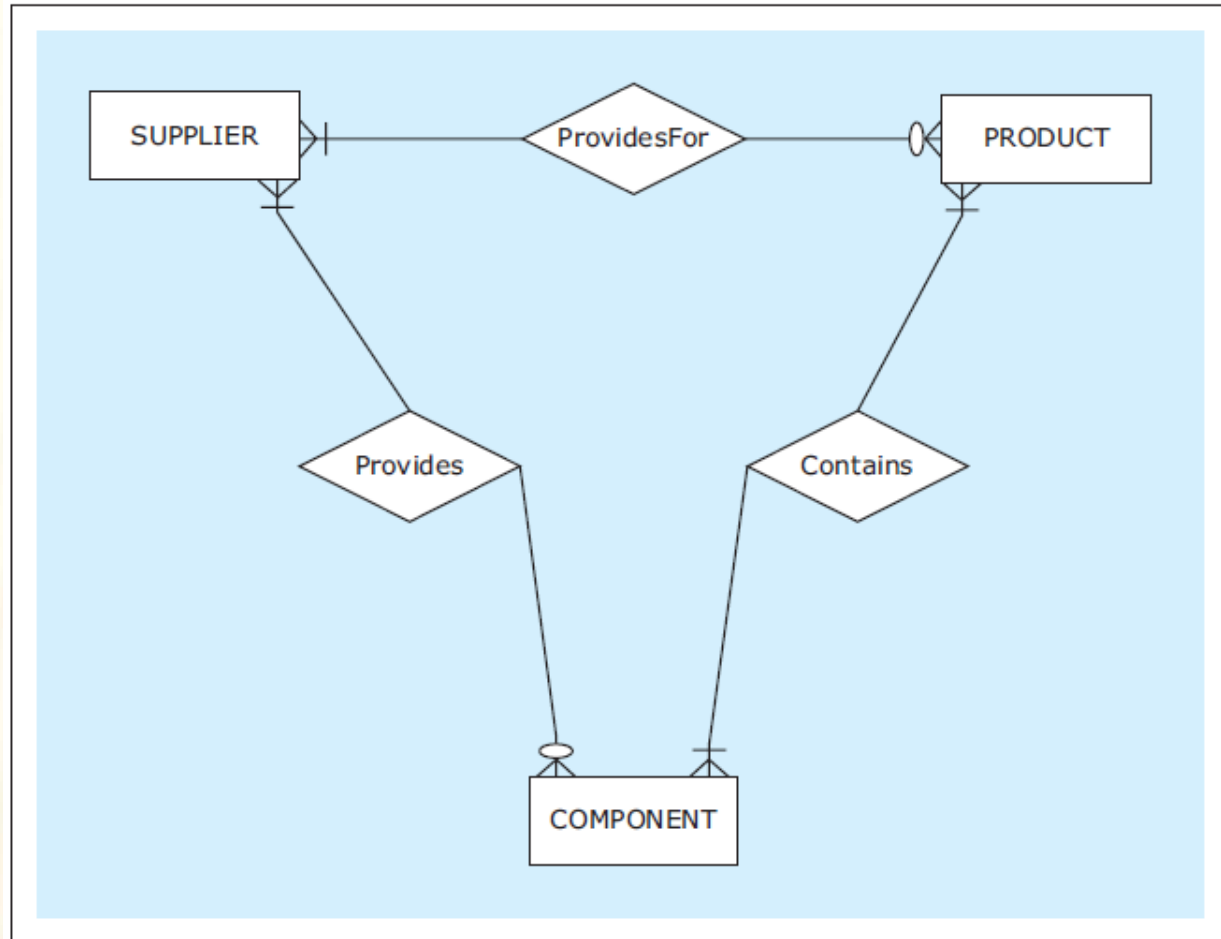 SUPPLIER
ProvidesFor
PRODUCT
Provides
Contains
COMPONENT